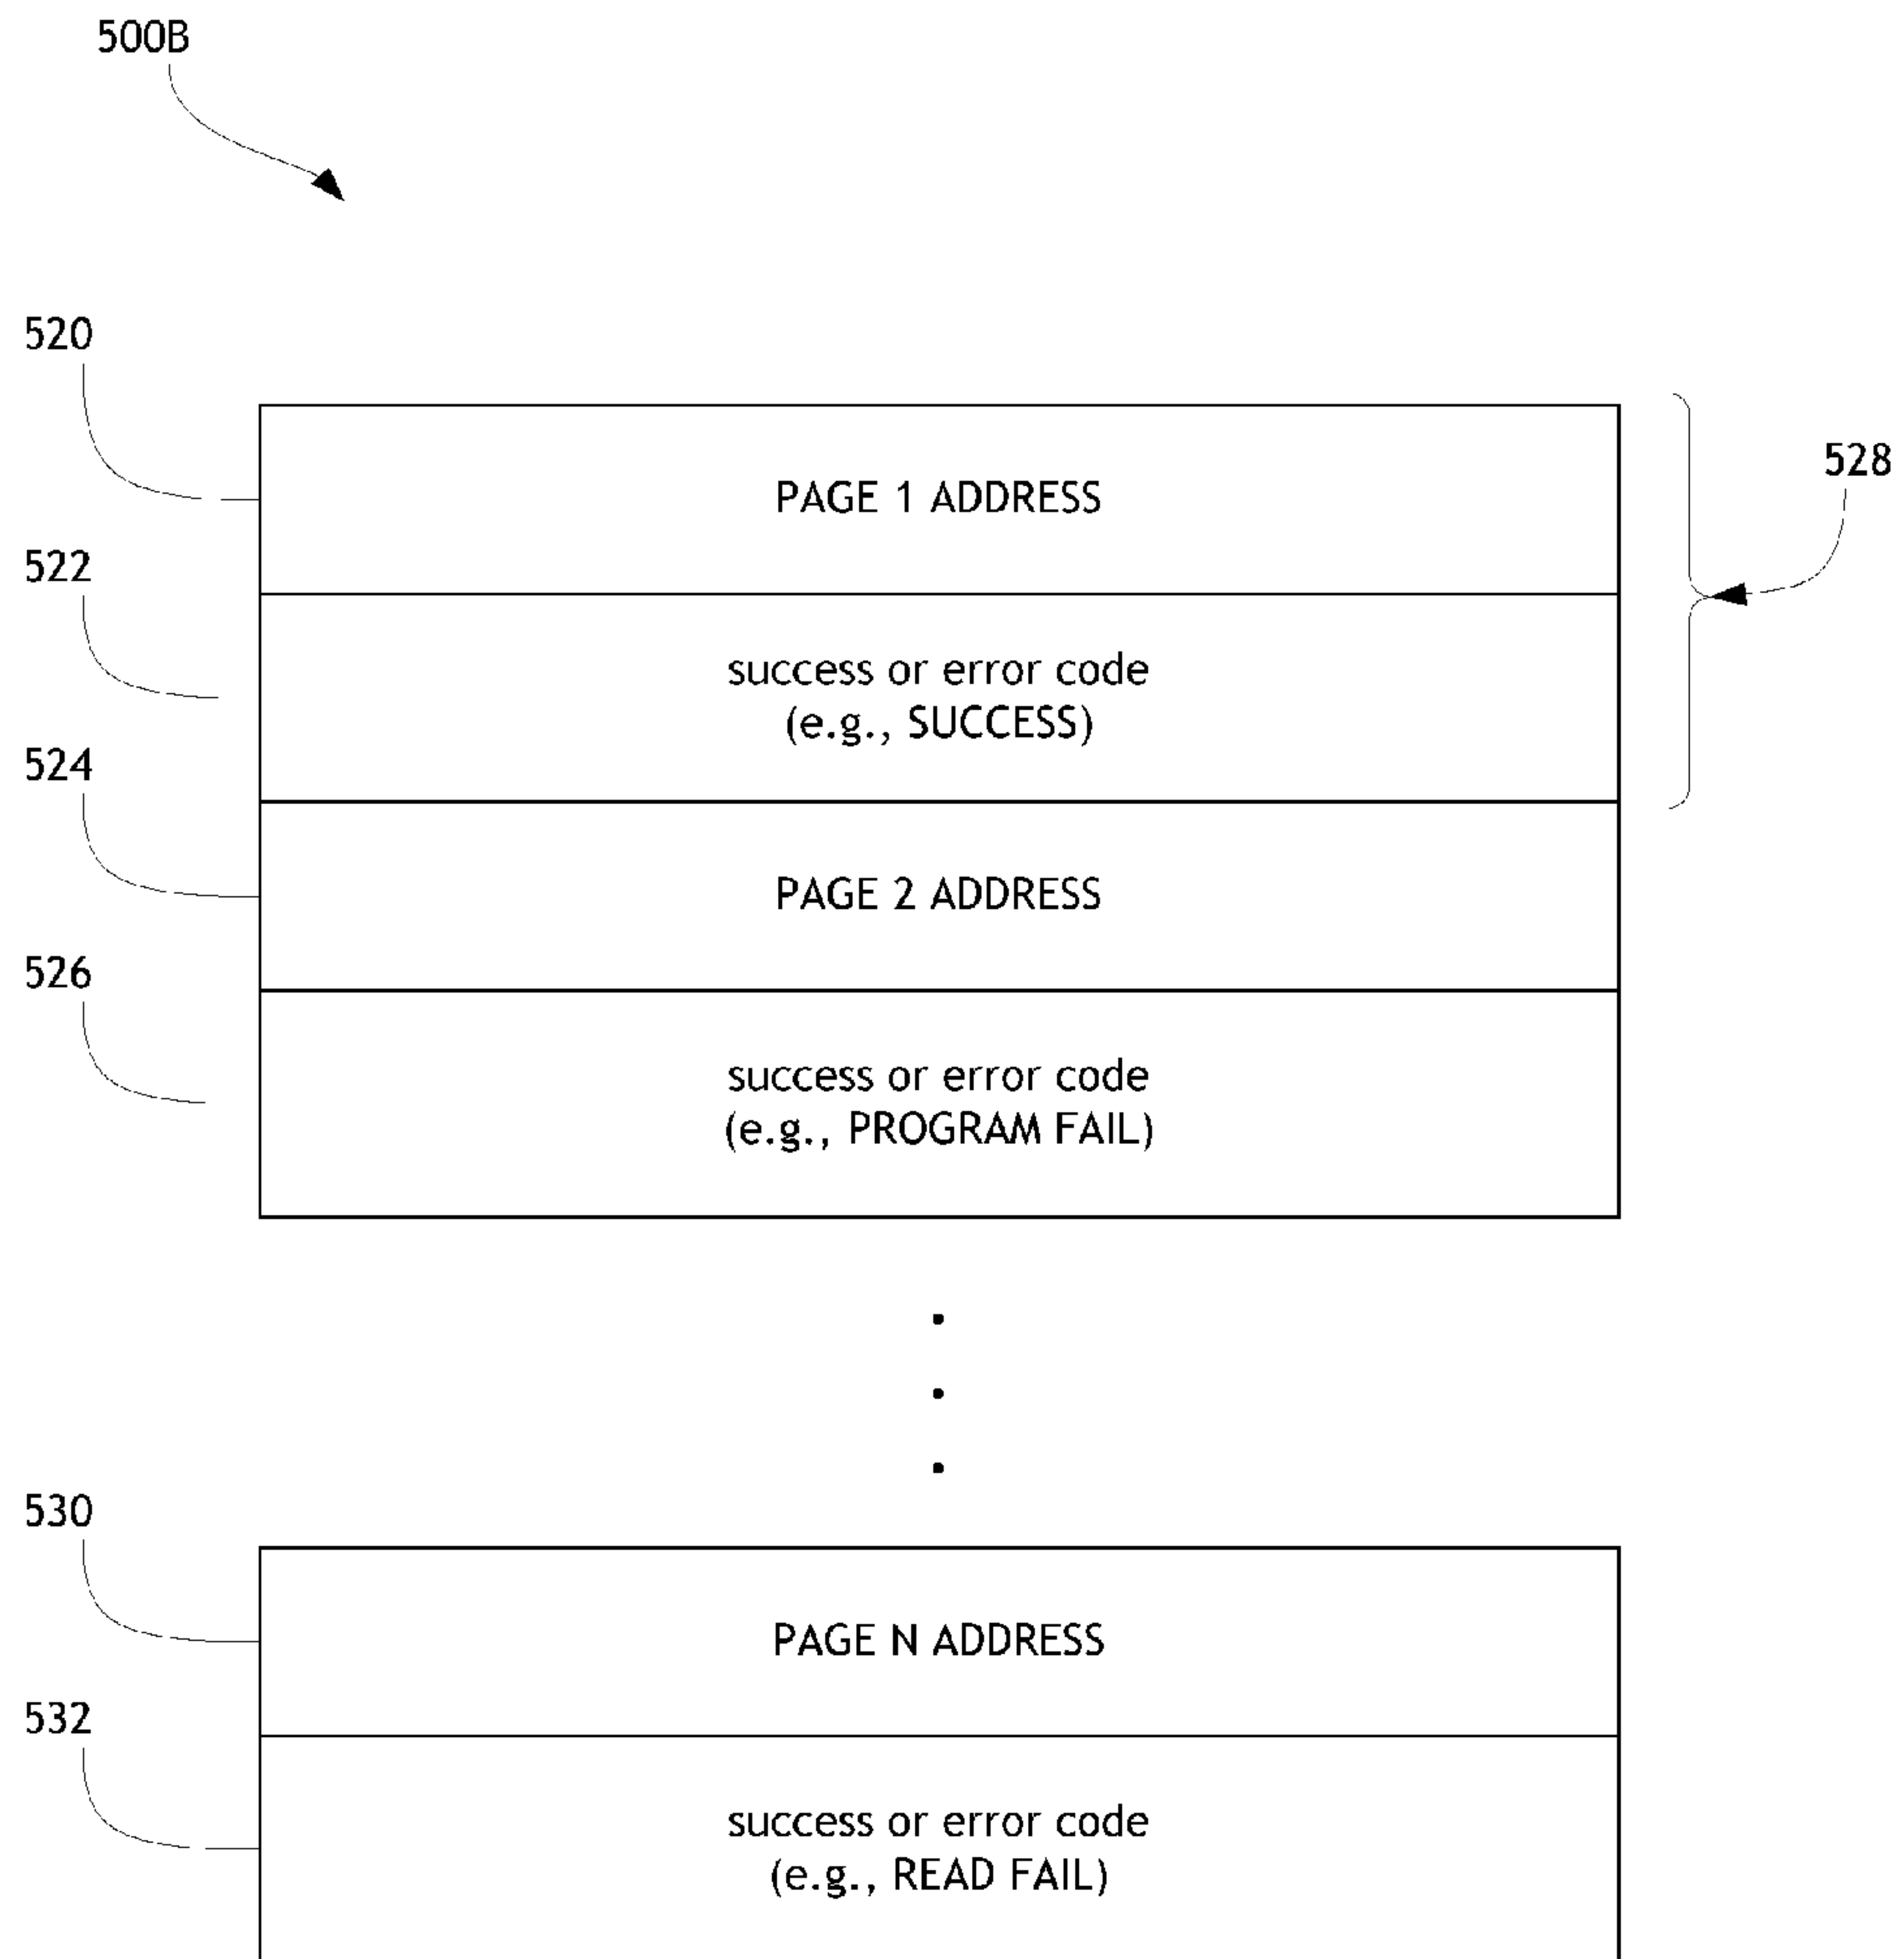 500B
520
528
PAGE 1 ADDRESS
522
success or error code
(e.g., SUCCESS)
524
PAGE 2 ADDRESS
526
success or error code
(e.g., PROGRAM FAIL)
530
PAGE N ADDRESS
532
success or error code
(e.g., READ FAIL)